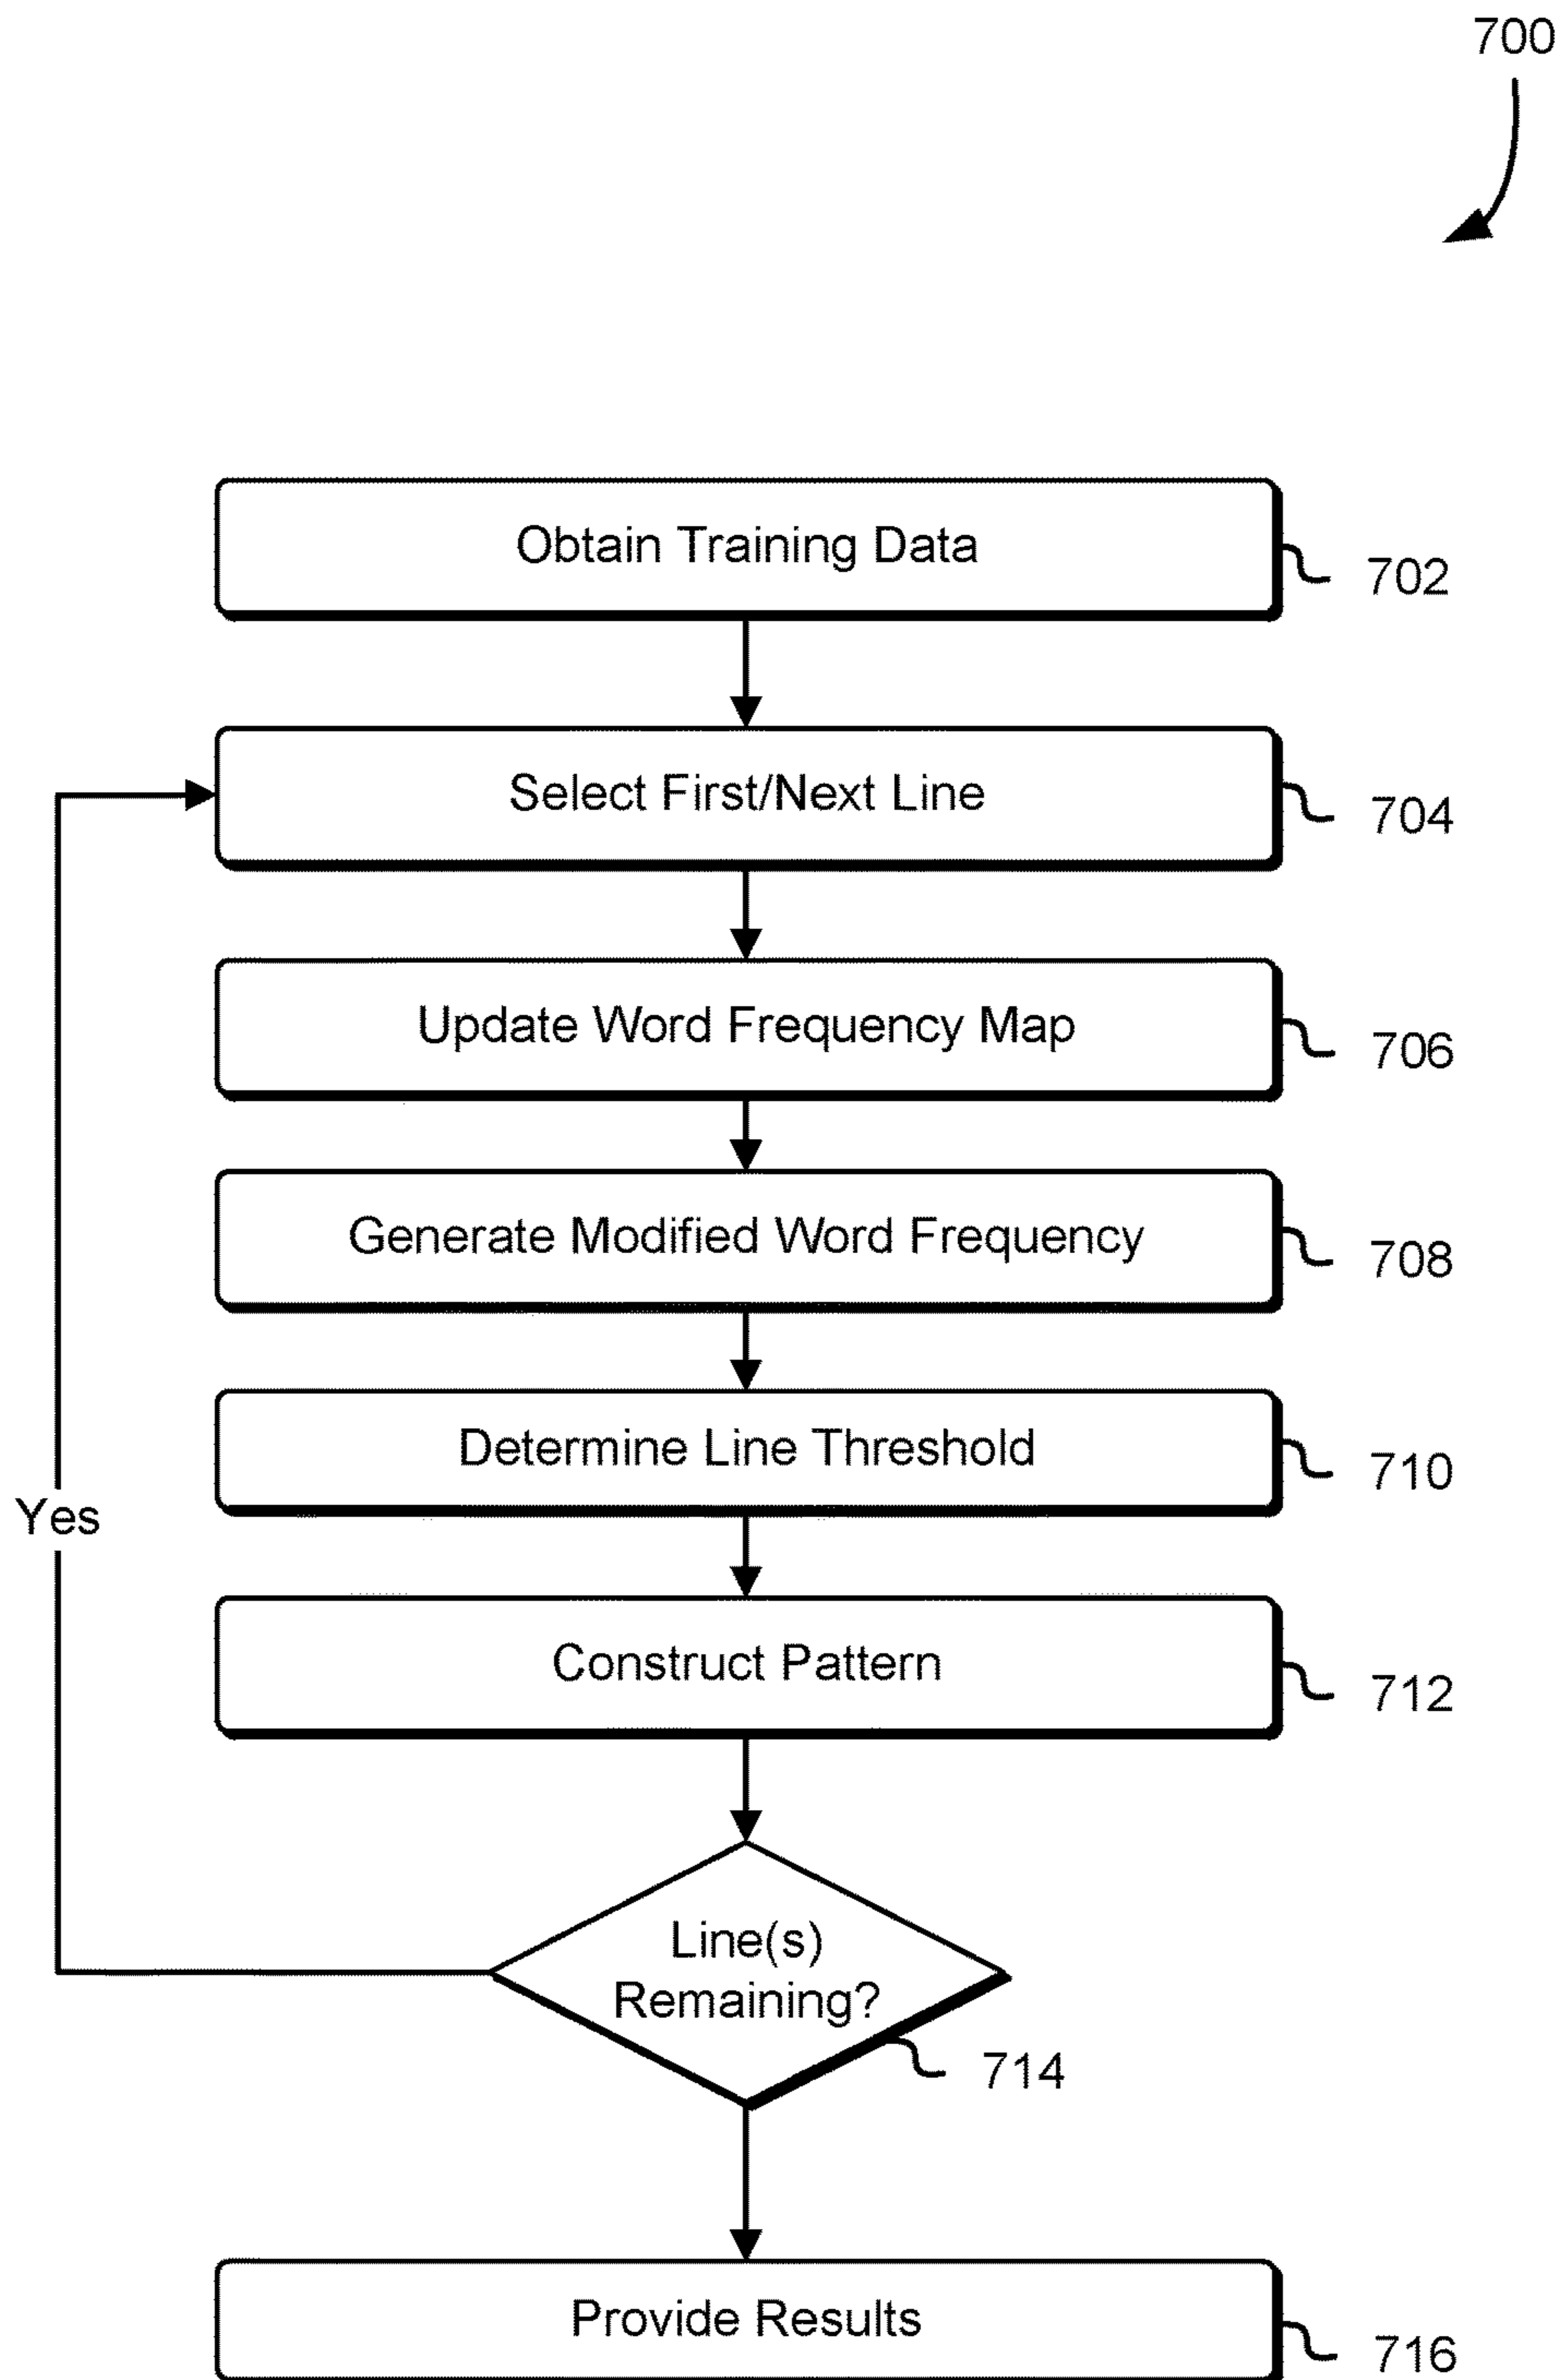 700
Obtain Training Data
702
Select First/Next Line
704
Update Word Frequency Map
706
Generate Modified Word Frequency
708
Determine Line Threshold
710
Yes
Construct Pattern
712
Line(s)
Remaining?
714
Provide Results
716